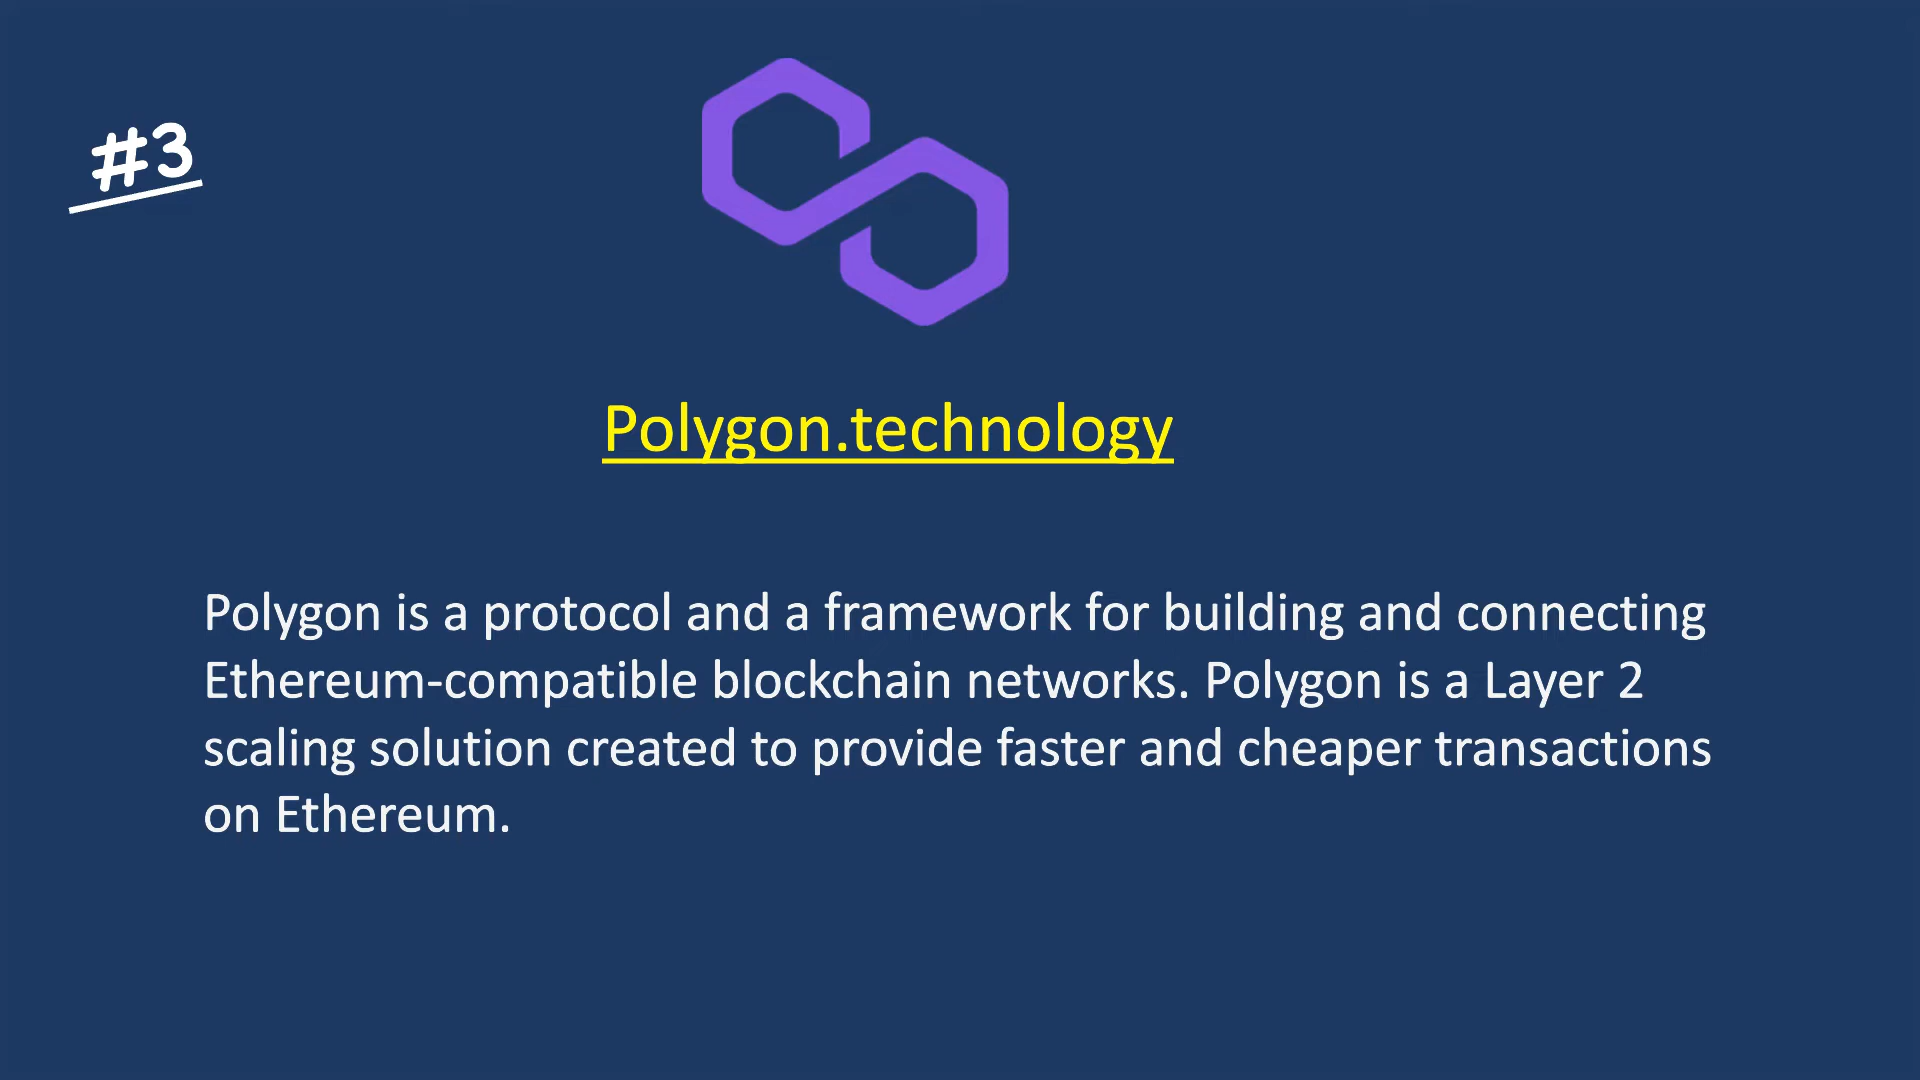 #3
Polygon.technology
Polygon is a protocol and a framework for building and connecting
Ethereum-compatible blockchain networks. Polygon is a Layer 2
scaling solution created to provide faster and cheaper transactions
on Ethereum.